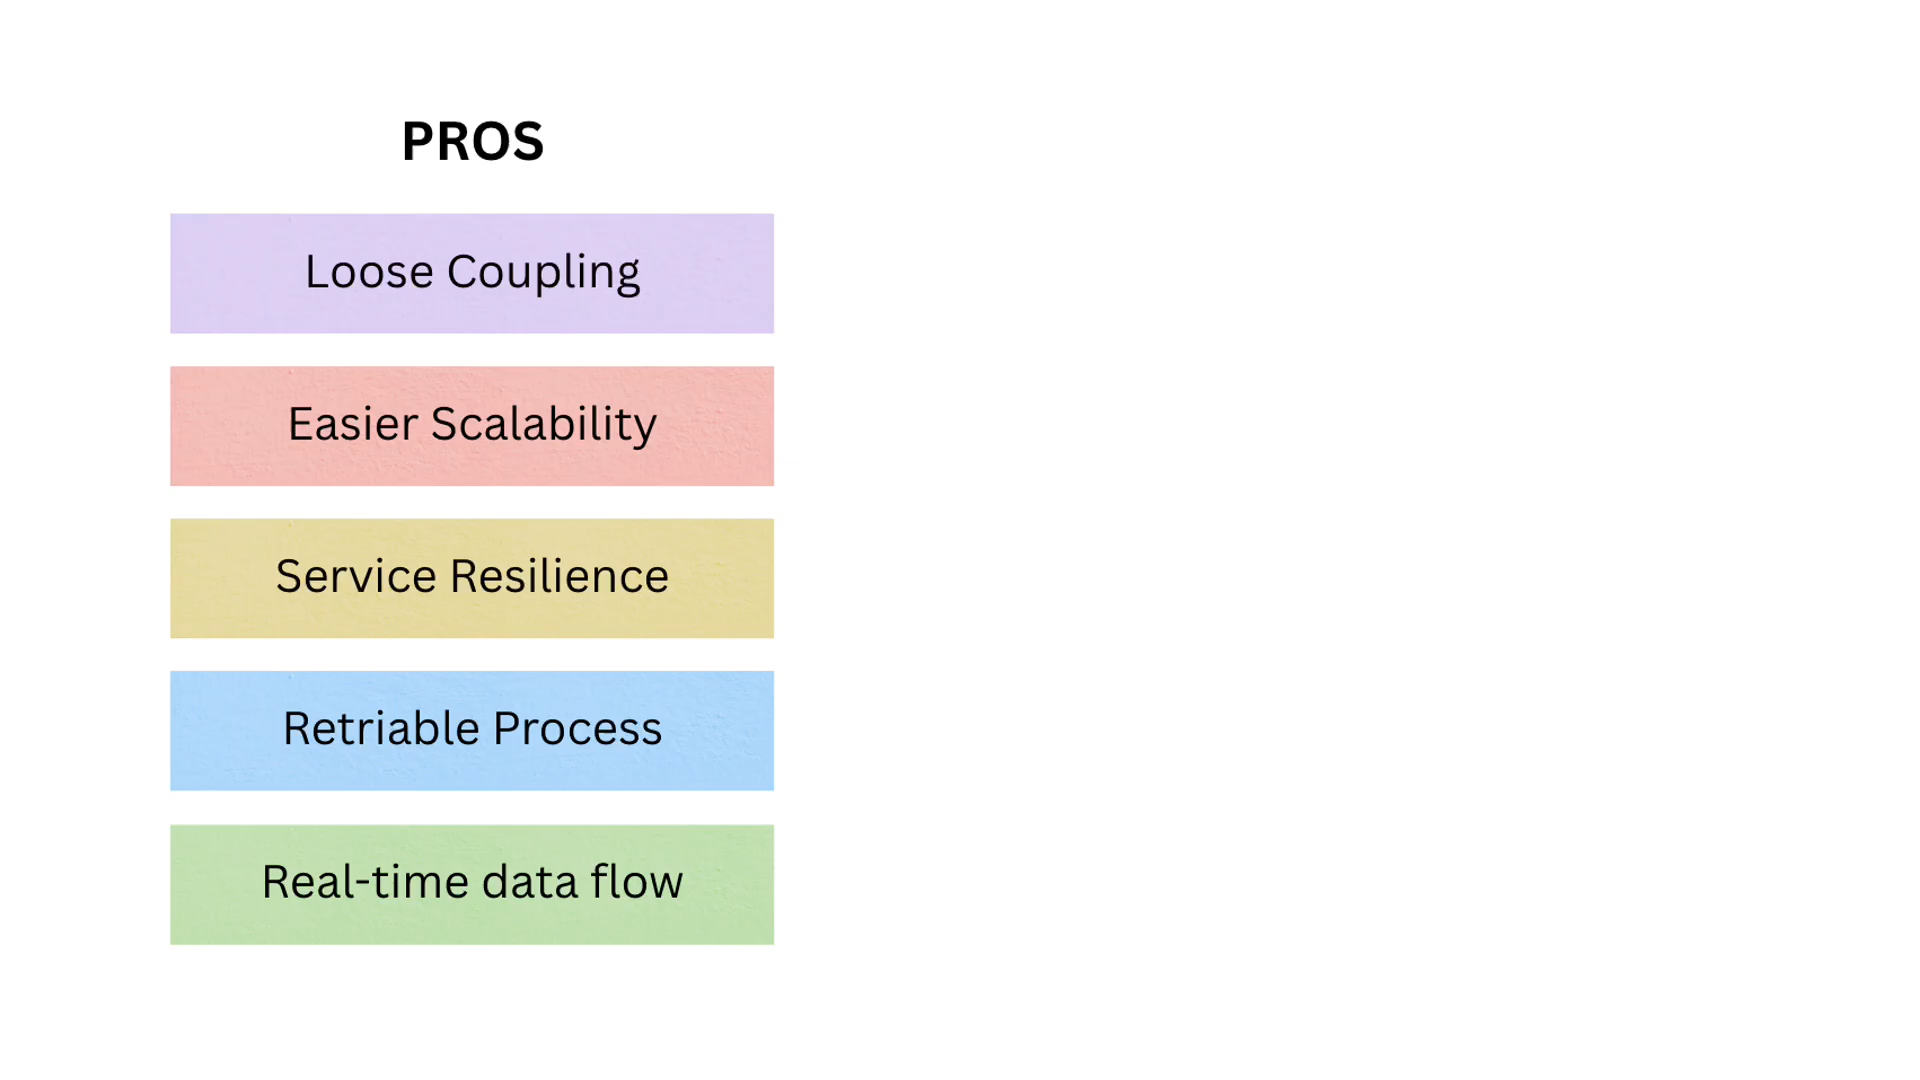 PROS
Loose Coupling
Easier Scalability
Service Resilience
Retriable Process
Real-time data flow